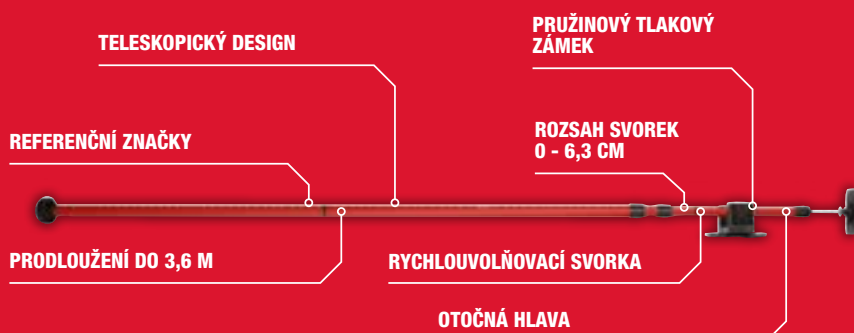 TELESKOPICKÝ DESIGN
PRUŽINOVÝ TLAKOVÝ
ZÁMEK
REFERENČNÍ ZNAČKY
ROZSAH SVOREK
0 - 6,3 CM
PRODLOUŽENÍ DO 3,6 M
RYCHLOUVOLŇOVACÍ SVORKA
OTOČNÁ HLAVA